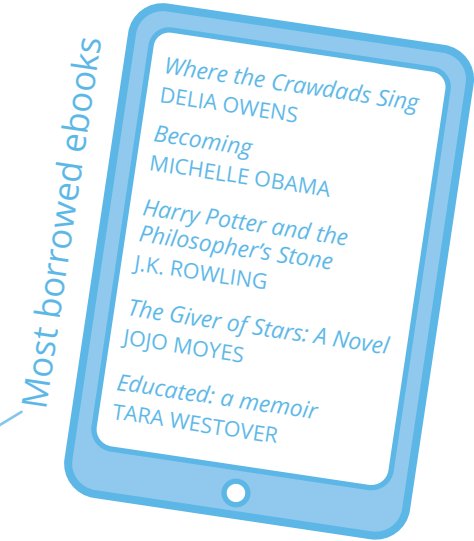 Most borrowed ebooks
Where the Crawdads Sing
DELIA OWENS
Becoming
MICHELLE OBAMA
Harry Potter and the
Philosopher’s Stone
J.K. ROWLING
The Giver of Stars: A Novel
JOJO MOYES
Educated: a memoir
TARA WESTOVER